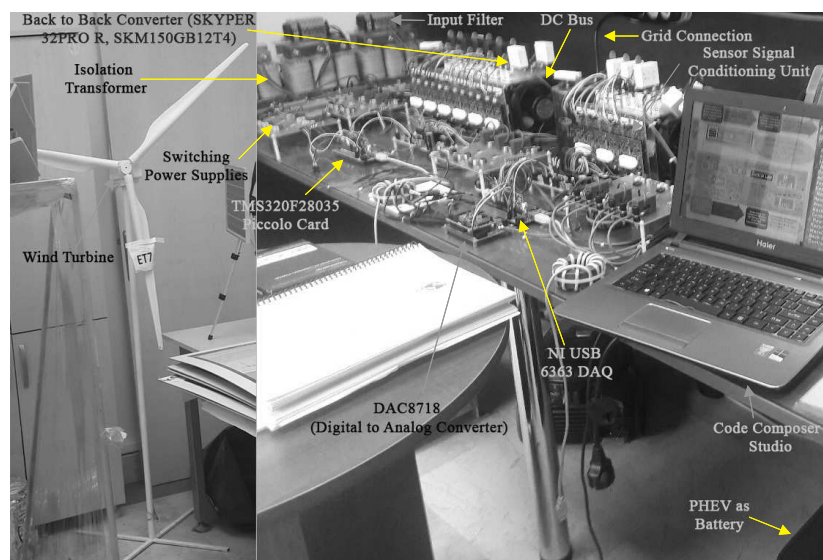 Back to Back Converter (SKYPER
32PRO R, SKM150GB12T4)
Input Filter
DC Bus
Grid Connection
Isolation
Transformer
Sensor Signal
Conditioning Unit
Switching
Power Supplies
TMS320F28035
Piccolo Card
Wind Turbine
ET7
Haier
NI USB
6363 DAQ
DAC8718
(Digital to Analog Converter)
Code Composer
Studio
PHEV as
Battery